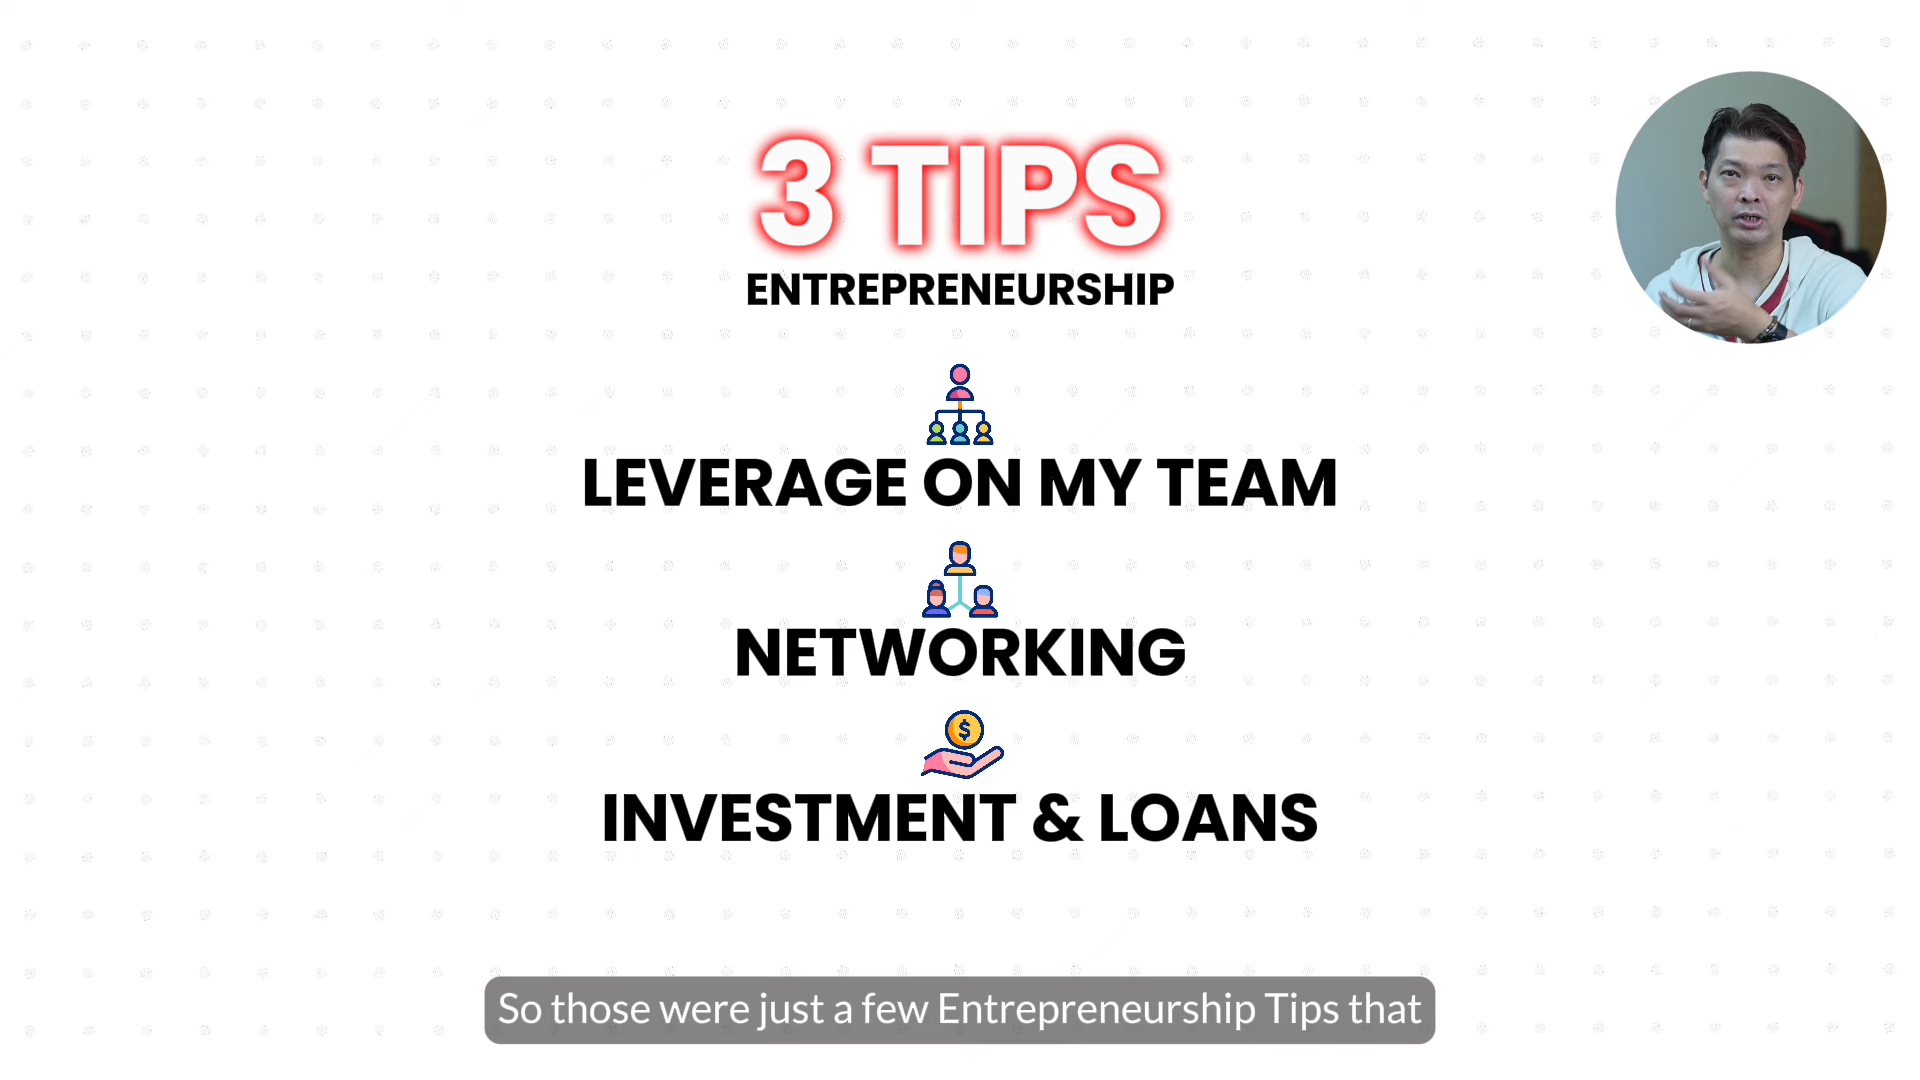 3 TIPS
ENTREPRENEURSHIP
LEVERAGE ON MY TEAM
NETWORKING
$
INVESTMENT & LOANS
So those were just a few Entrepreneurship Tips that